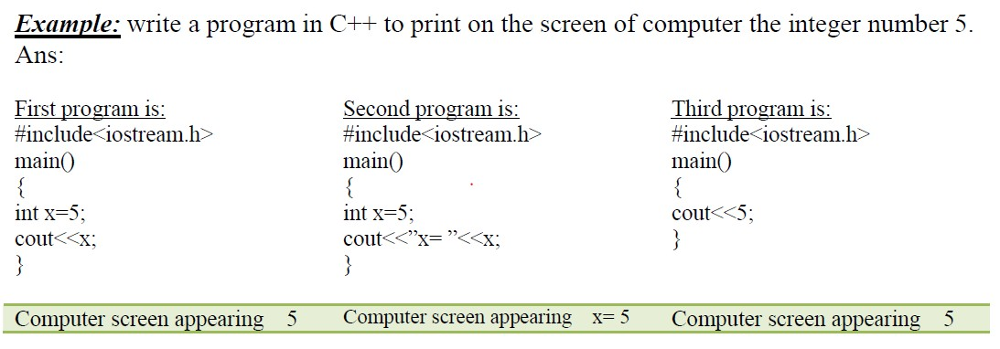 Example: write a program in C++ to print on the screen of computer the integer number 5.
Ans:
First program is:
#include<iostream.h>
main()
{
int x=5;
cout<<x;
}
Computer screen appearing 5
Second program is:
#include<iostream.h>
main()
{
int x=5;
cout<<”x= ”<<x;
}
Computer screen appearing x= 5
Third program is:
#include<iostream.h>
main()
{
cout<<5;
}
Computer screen appearing 5